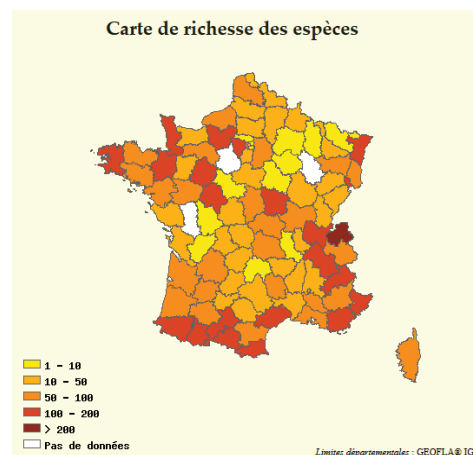 Carte de richesse des espèces
1 - 10
10 - 50
50 - 100
100 - 200
> 200
Pas de données
Limites départementales : GEOFLA® IG